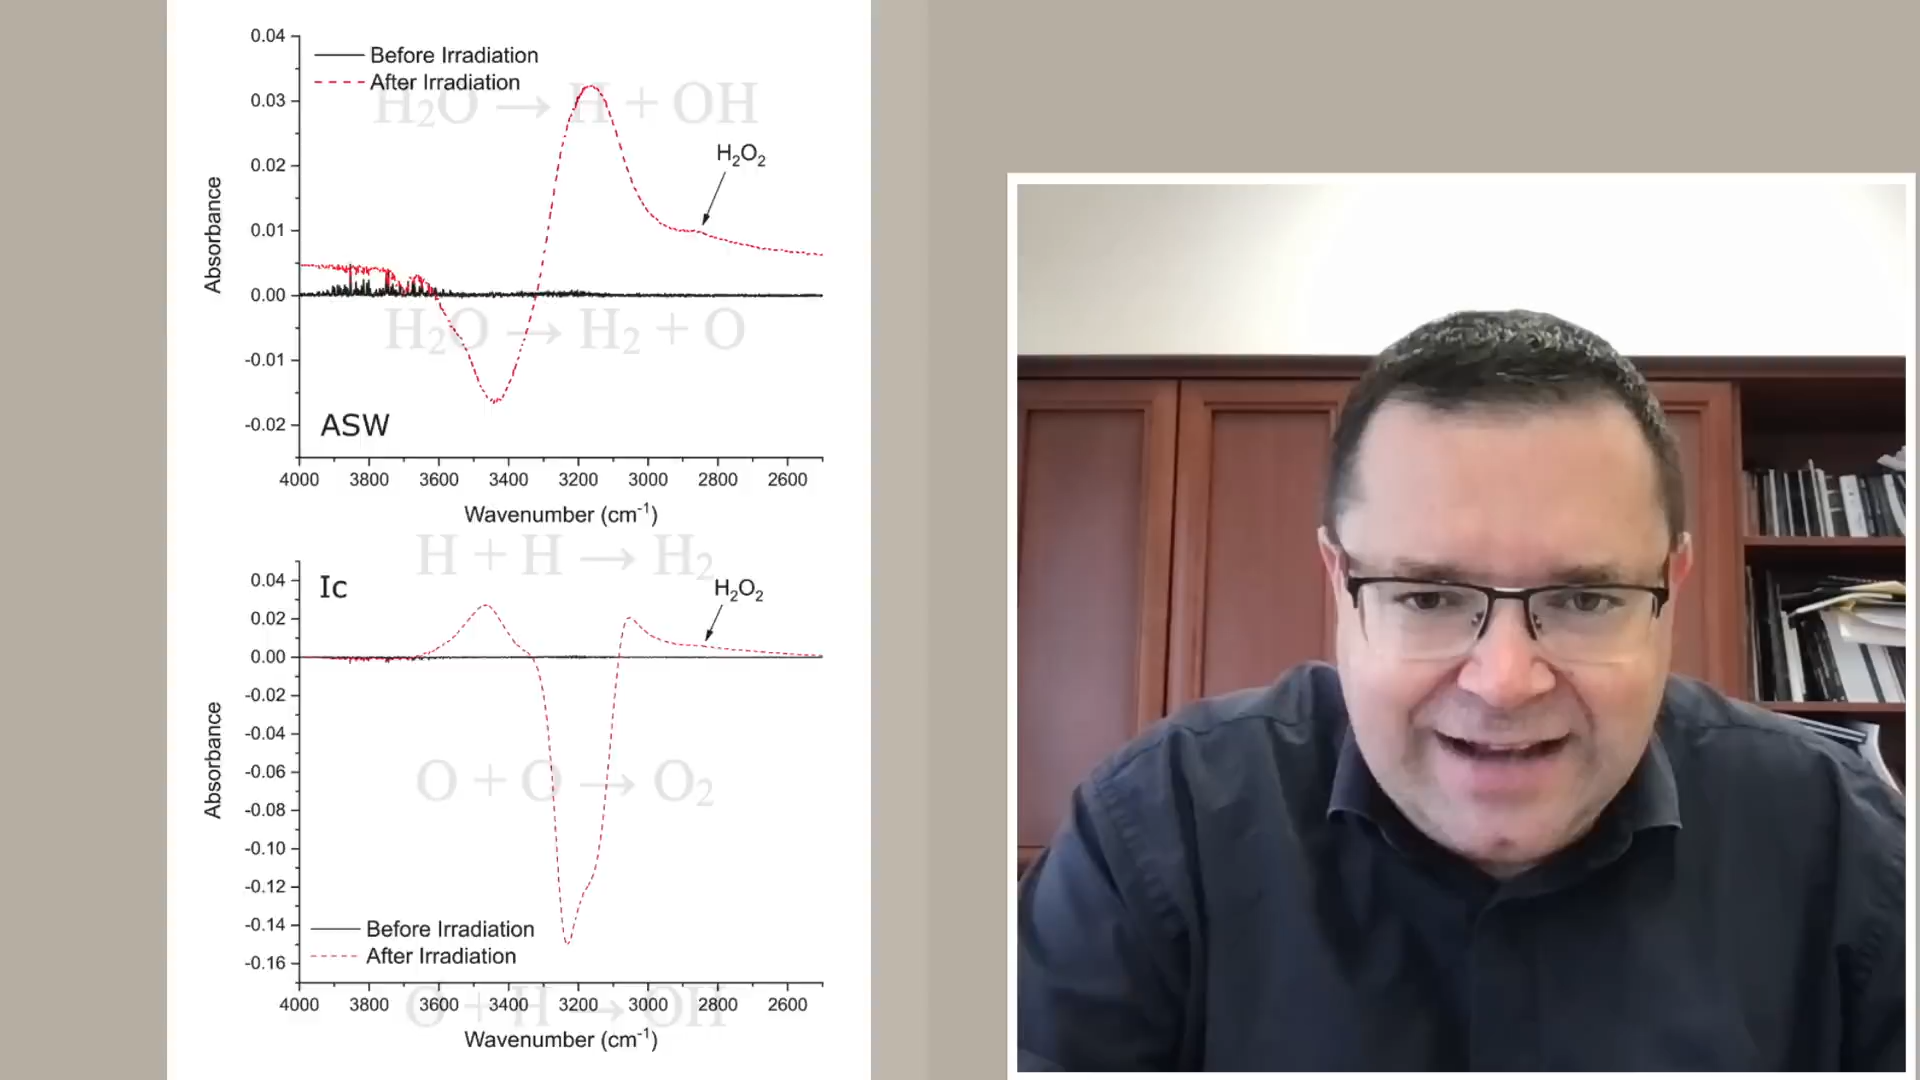 0.04
Before Irradiation
After Irradiation
H₂O → H + OH
0.03
H₂O₂
0.02
0.01
0.00
H₂O → H₂ + O
-0.01
-0.02
ASW
Absorbance
4000 3800 3600 3400 3200 3000 2800 2600
Wavenumber (cm⁻¹)
H + H → H₂
Ic
H₂O₂
0.04
0.02
0.00
-0.02
-0.04
-0.06
O + O → O₂
-0.08
-0.10
-0.12
-0.14
-0.16
Absorbance
Before Irradiation
After Irradiation
4000 3800 3600 3400 3200 3000 2800 2600
O + H → OH
Wavenumber (cm⁻¹)